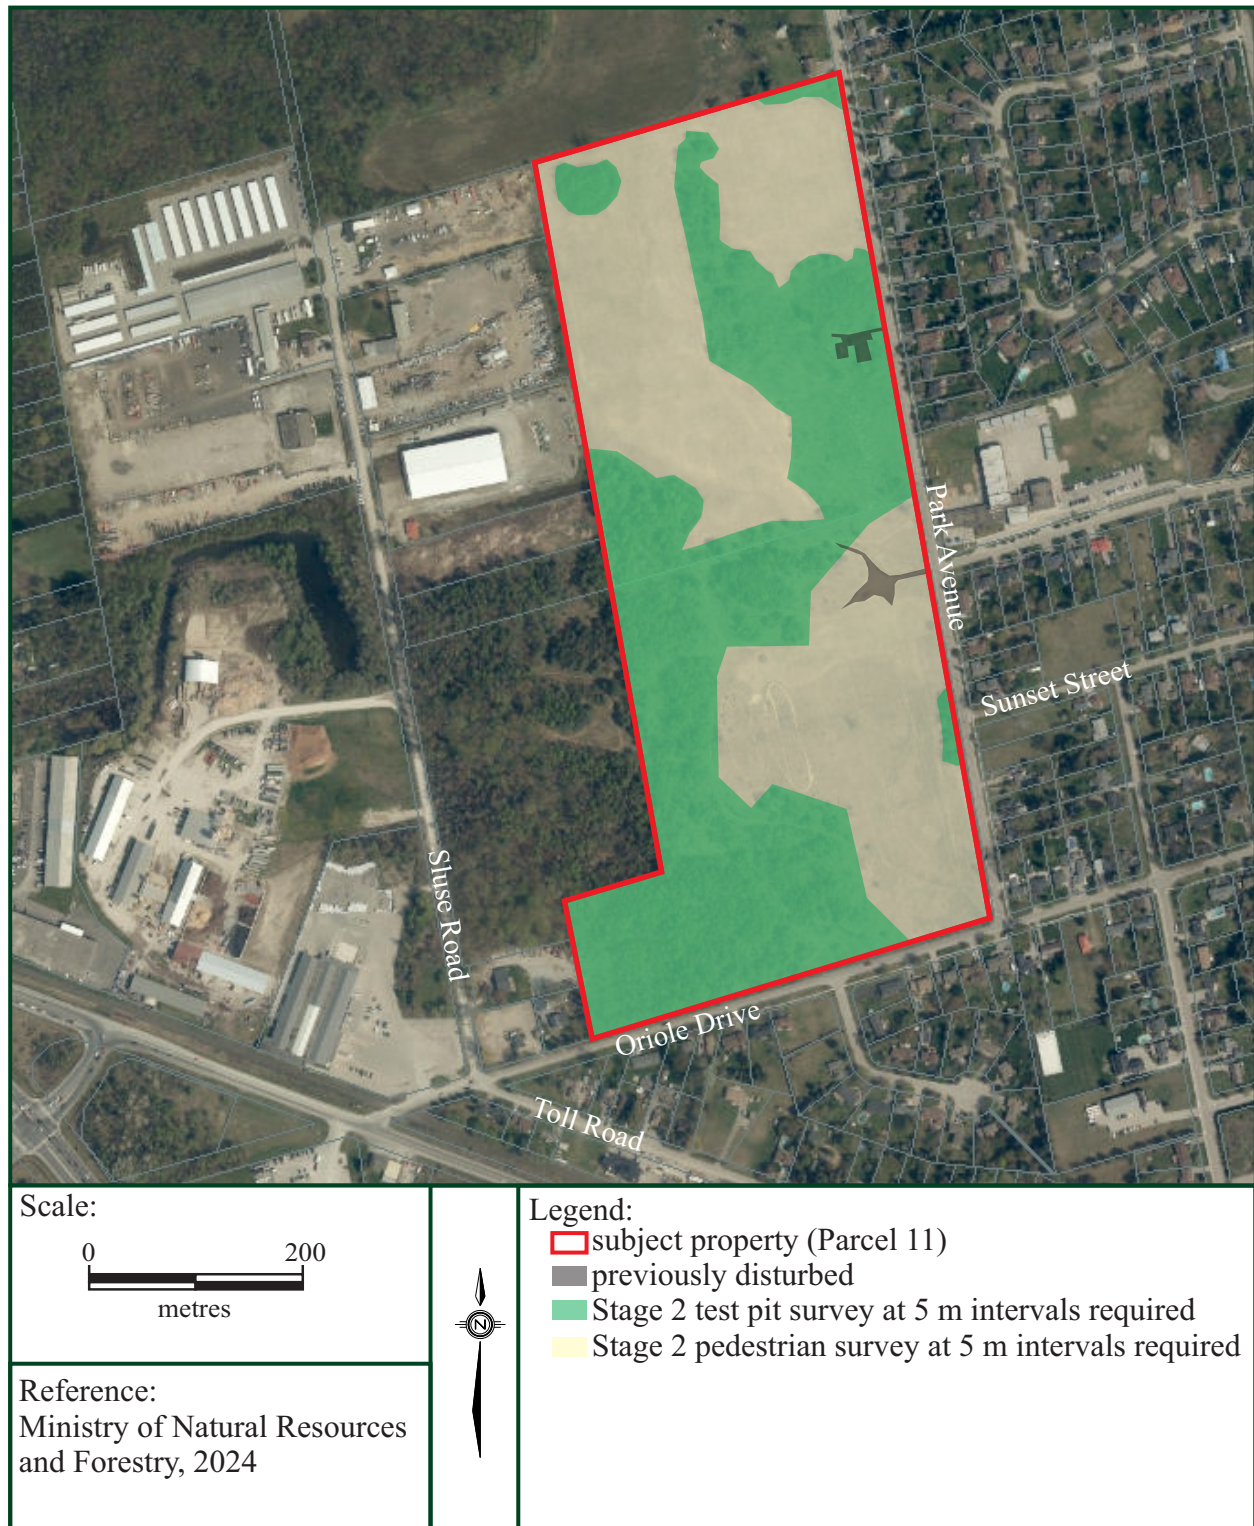 Park Avenue
Sunset Street
Sluse Road
Oriole Drive
Toll Road
Scale:
0 200
metres
Reference:
Ministry of Natural Resources
and Forestry, 2024
N
Legend:
subject property (Parcel 11)
previously disturbed
Stage 2 test pit survey at 5 m intervals required
Stage 2 pedestrian survey at 5 m intervals required